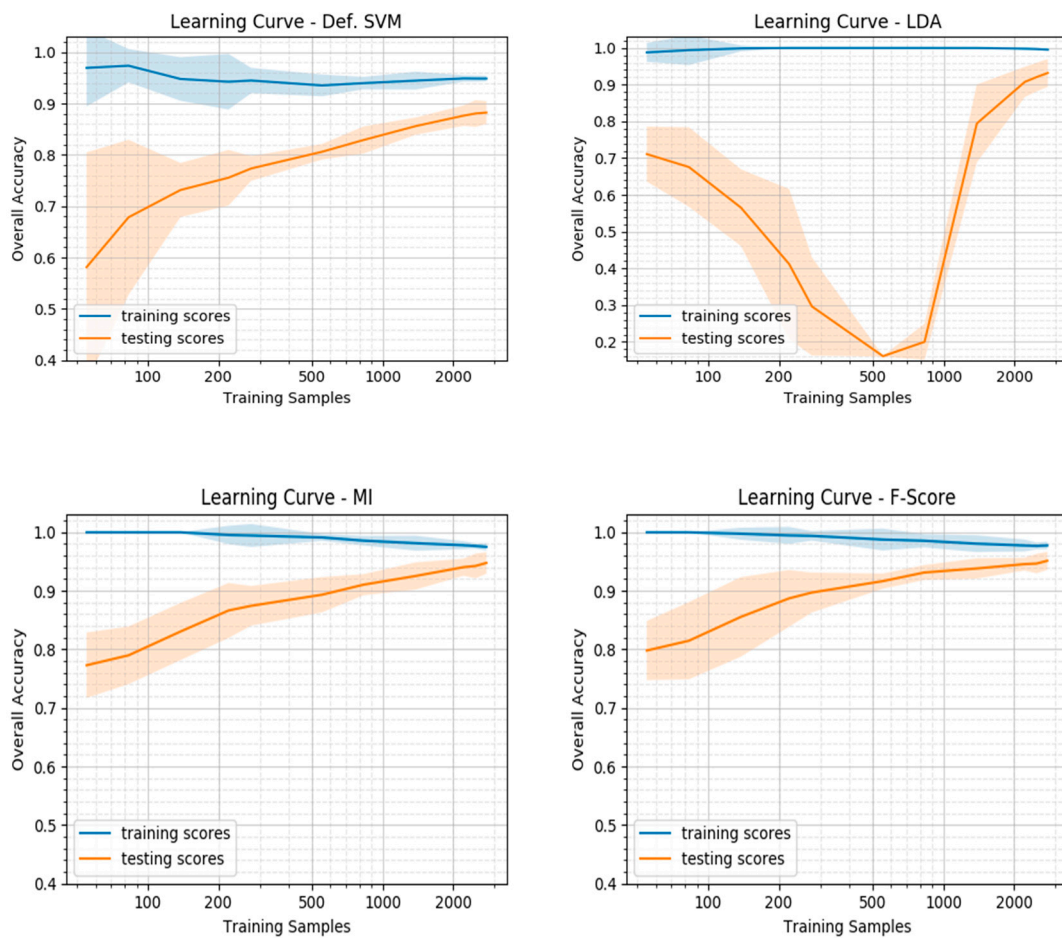 Learning Curve - Def. SVM
Overall Accuracy
1.0
0.9
0.8
0.7
0.6
0.5
0.4
training scores
testing scores
100 200 500 1000 2000
Training Samples
Learning Curve - LDA
Overall Accuracy
1.0
0.9
0.8
0.7
0.6
0.5
0.4
0.3
0.2
training scores
testing scores
100 200 500 1000 2000
Training Samples
Learning Curve - MI
Overall Accuracy
1.0
0.9
0.8
0.7
0.6
0.5
0.4
training scores
testing scores
100 200 500 1000 2000
Training Samples
Learning Curve - F-Score
Overall Accuracy
1.0
0.9
0.8
0.7
0.6
0.5
0.4
training scores
testing scores
100 200 500 1000 2000
Training Samples